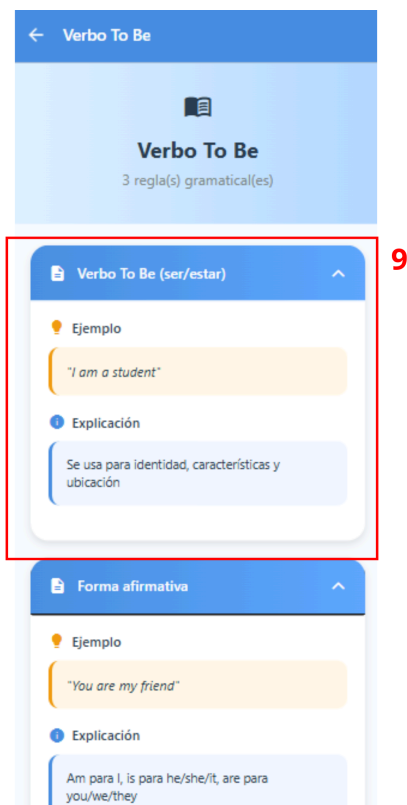 Verbo To Be
Verbo To Be
3 regla(s) gramatical(es)
9
Verbo To Be (ser/estar)
Ejemplo
"I am a student"
Explicación
Se usa para identidad, características y
ubicación
Forma afirmativa
Ejemplo
"You are my friend"
Explicación
Am para I, is para he/she/it, are para
you/we/they